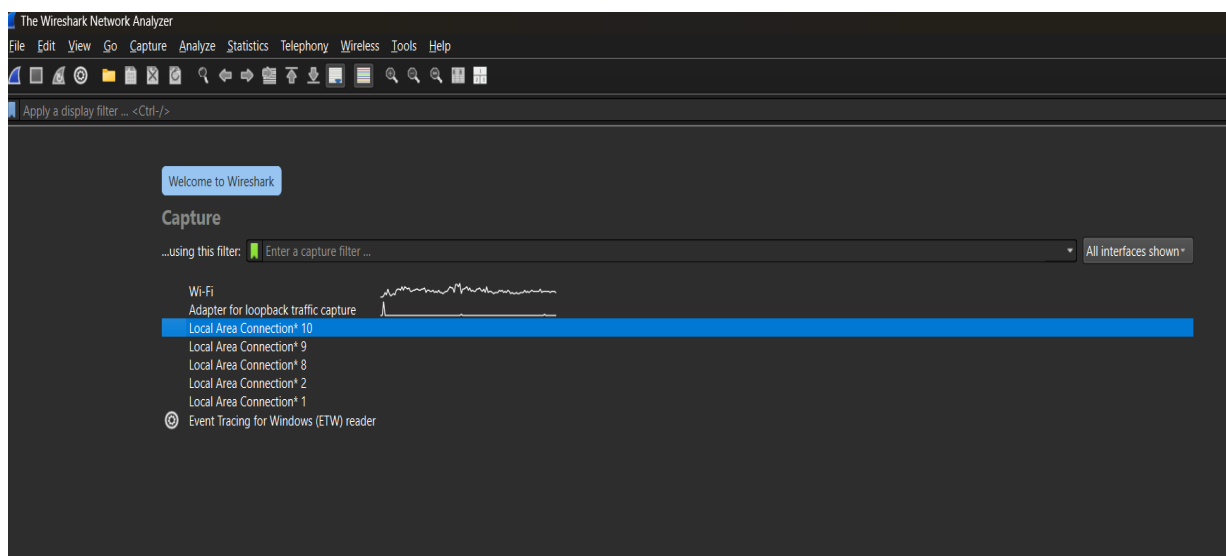 The Wireshark Network Analyzer
File Edit View Go Capture Analyze Statistics Telephony Wireless Tools Help
Apply a display filter ... <Ctrl-/>
Welcome to Wireshark
Capture
...using this filter: Enter a capture filter ... All interfaces shown
Wi-Fi
Adapter for loopback traffic capture
Local Area Connection* 10
Local Area Connection* 9
Local Area Connection* 8
Local Area Connection* 2
Local Area Connection* 1
Event Tracing for Windows (ETW) reader